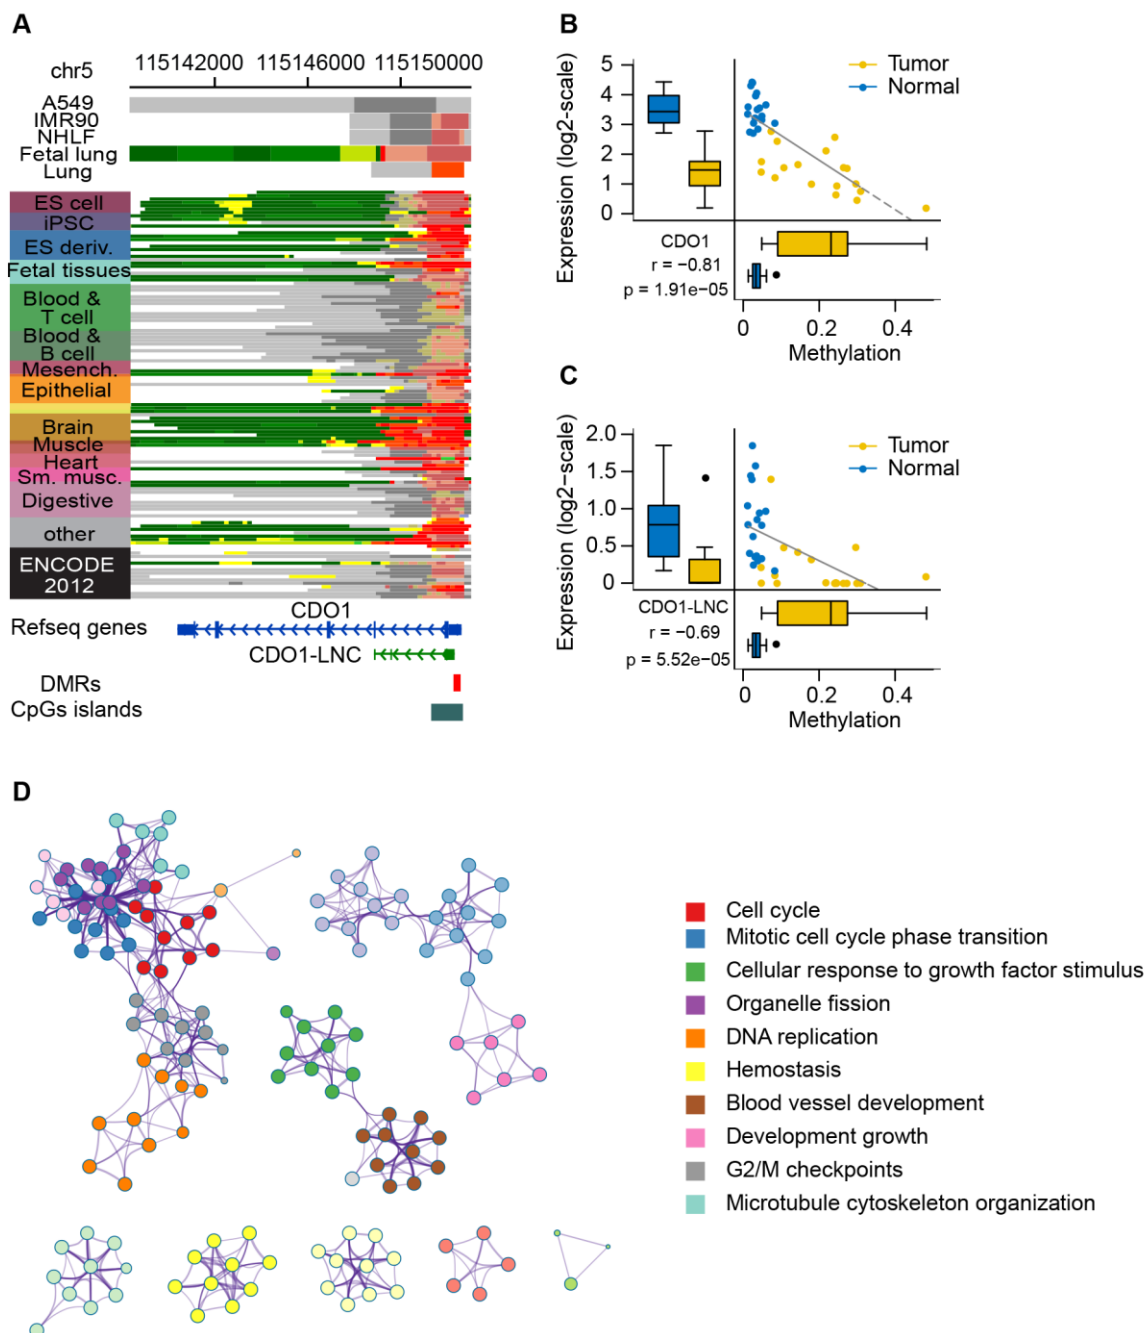 A
chr5
115142000 115146000 115150000
A549
IMR90
NHLF
Fetal lung
Lung
ES cell
iPSC
ES deriv.
Fetal tissues
Blood &
T cell
Blood &
B cell
Mesench.
Epithelial
Brain
Muscle
Heart
Sm. musc.
Digestive
other
ENCODE
2012
CDO1
Refseq genes
CDO1-LNC
DMRs
CpGs islands
B
Expression (log2-scale)
5
4
3
2
1
0
Tumor
Normal
CDO1
r = −0.81
p = 1.91e−05
0 0.2 0.4
Methylation
C
Expression (log2−scale)
2.0
1.5
1.0
0.5
0
Tumor
Normal
CDO1-LNC
r = −0.69
p = 5.52e−05
0 0.2 0.4
Methylation
D
Cell cycle
Mitotic cell cycle phase transition
Cellular response to growth factor stimulus
Organelle fission
DNA replication
Hemostasis
Blood vessel development
Development growth
G2/M checkpoints
Microtubule cytoskeleton organization